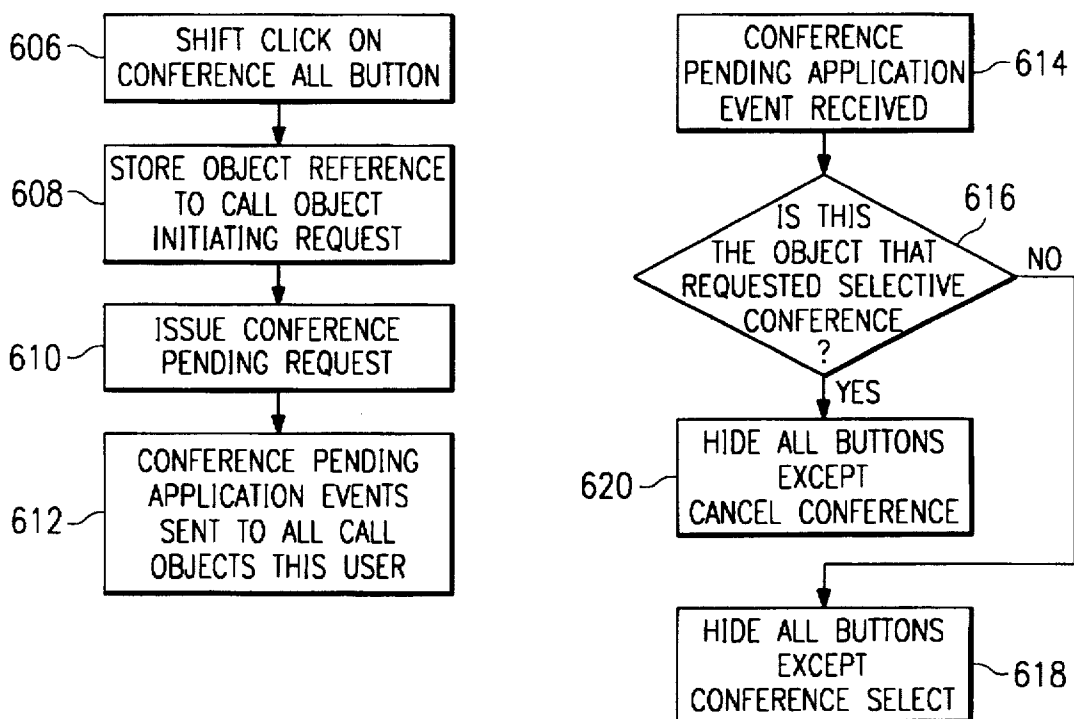 606
SHIFT CLICK ON
CONFERENCE ALL BUTTON
608
STORE OBJECT REFERENCE
TO CALL OBJECT
INITIATING REQUEST
610
ISSUE CONFERENCE
PENDING REQUEST
612
CONFERENCE PENDING
APPLICATION EVENTS
SENT TO ALL CALL
OBJECTS THIS USER
CONFERENCE
PENDING APPLICATION
EVENT RECEIVED
614
616
IS THIS
THE OBJECT THAT
REQUESTED SELECTIVE
CONFERENCE
?
NO
YES
620
HIDE ALL BUTTONS
EXCEPT
CANCEL CONFERENCE
HIDE ALL BUTTONS
EXCEPT
CONFERENCE SELECT
618